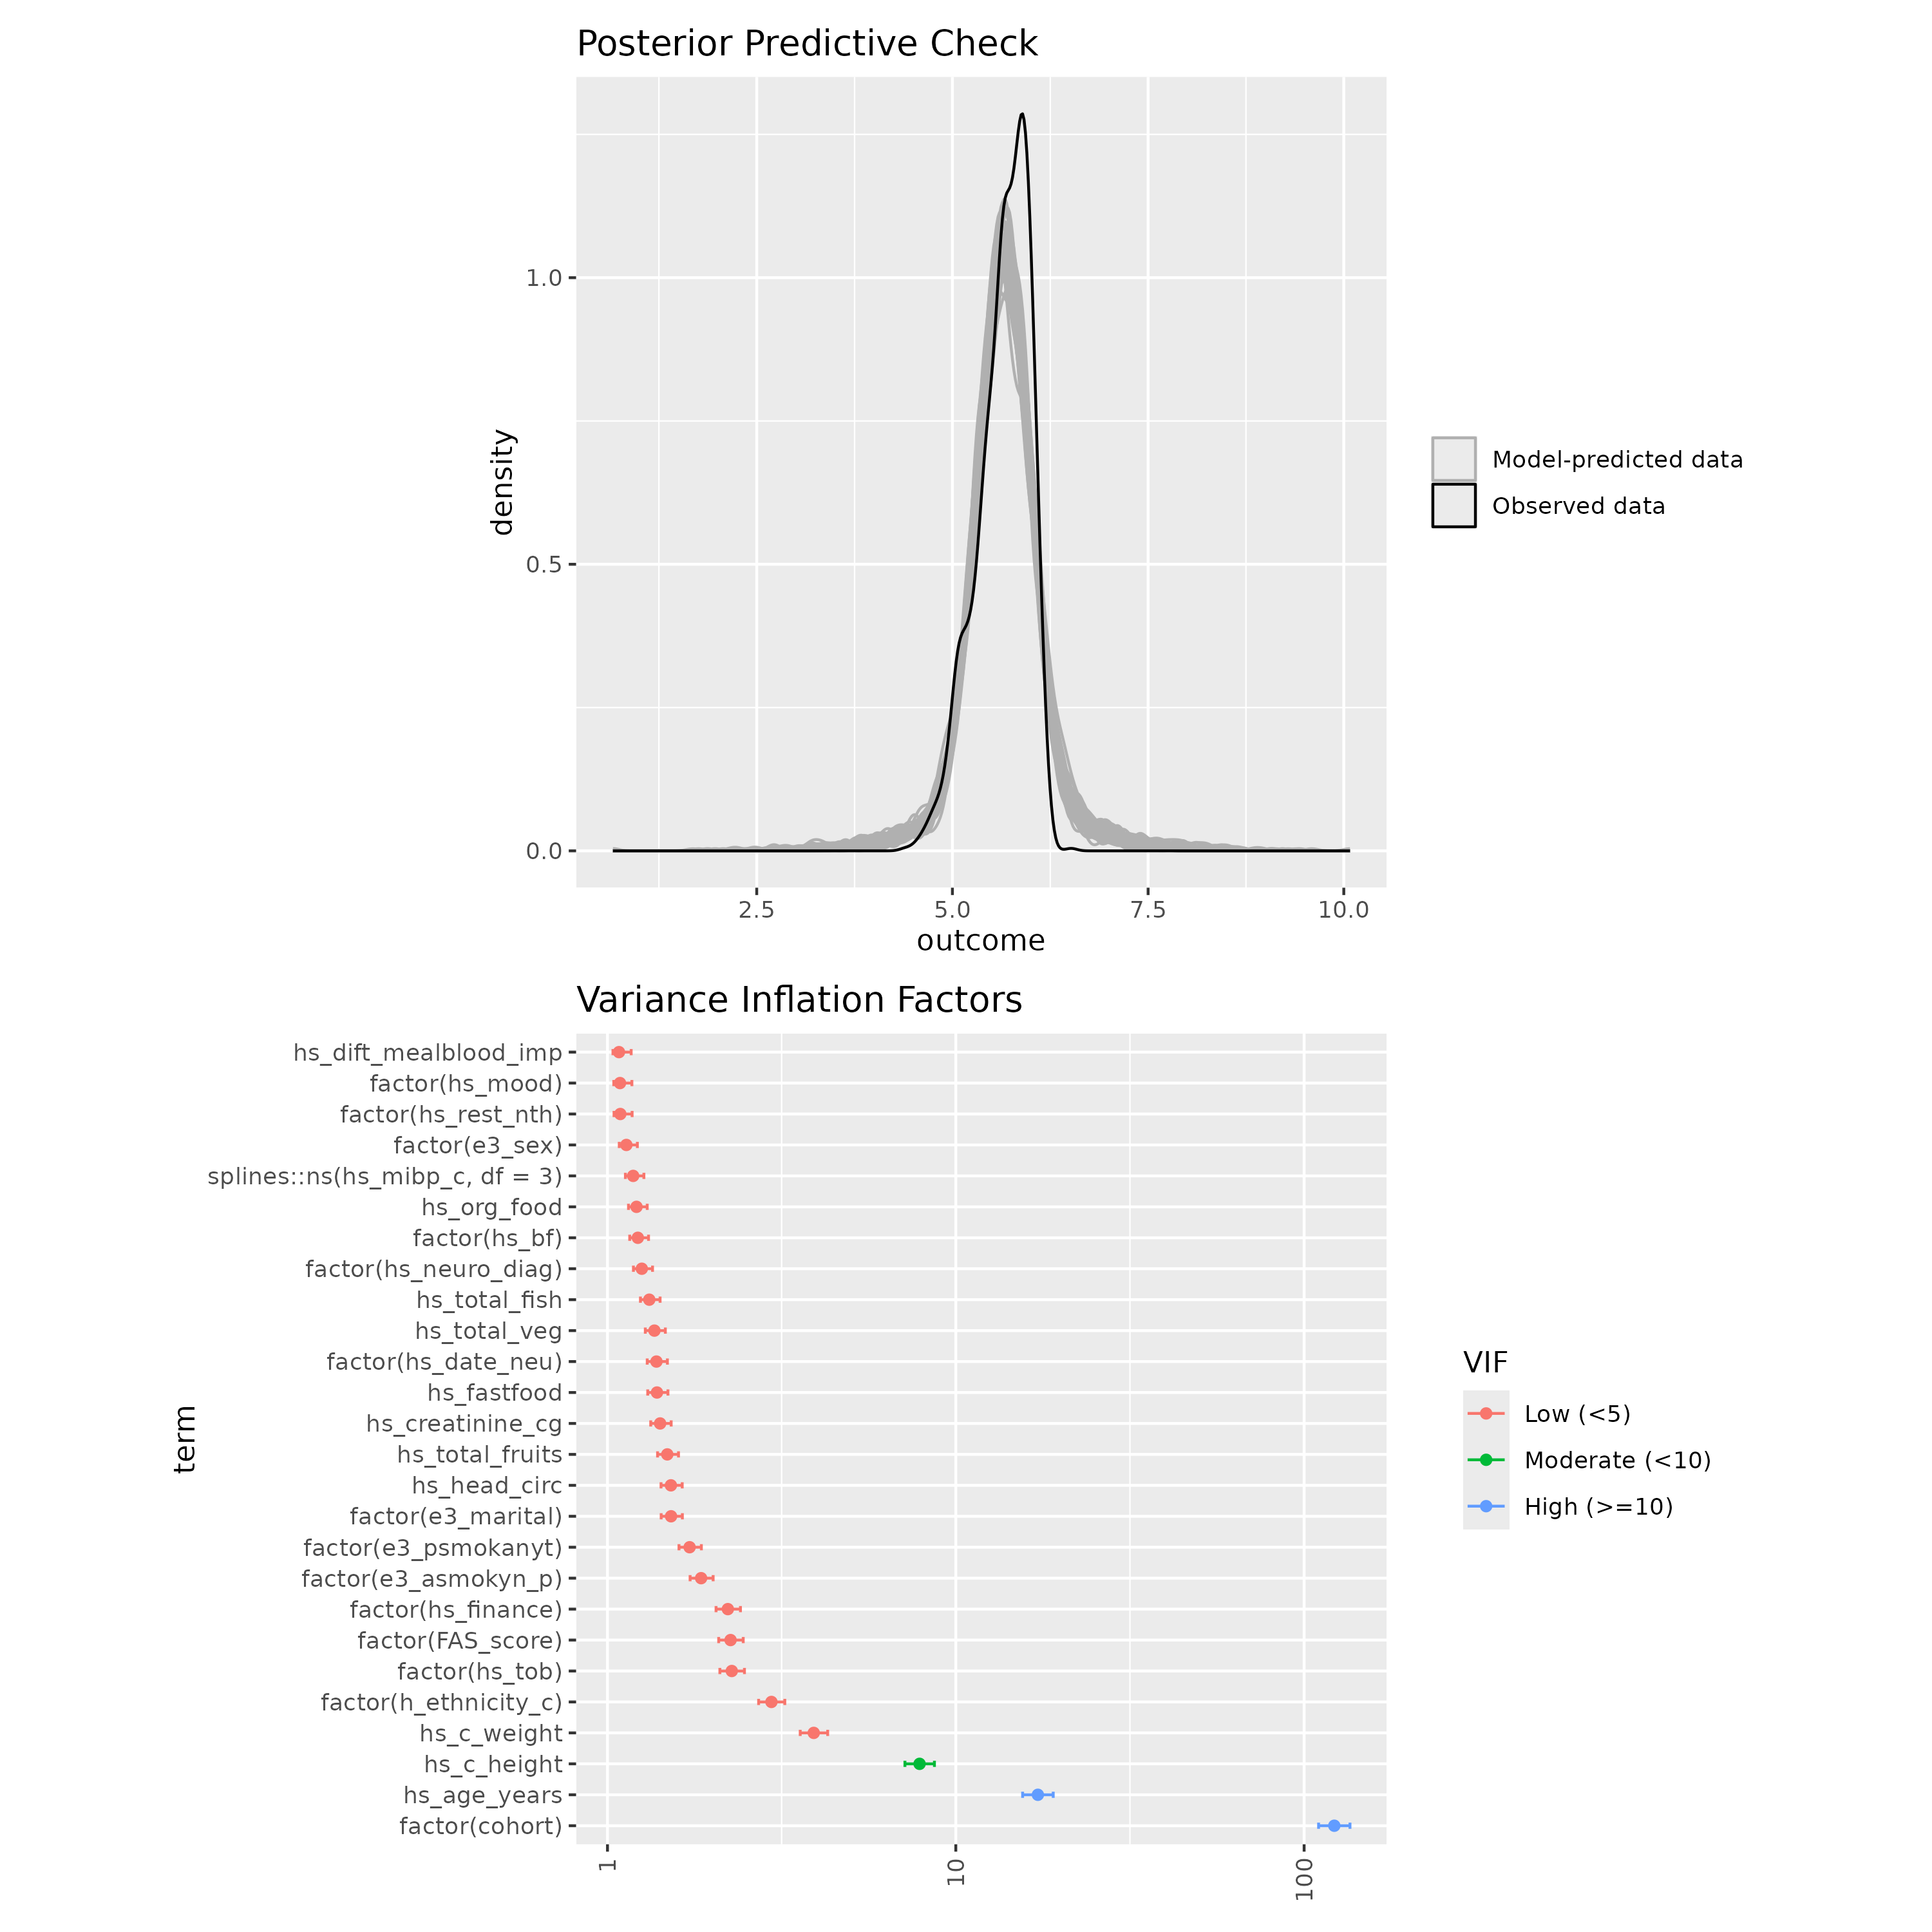 Posterior Predictive Check
density
1.0
0.5
0.0
2.5 5.0 7.5 10.0
outcome
Model-predicted data
Observed data
Variance Inflation Factors
term
hs_dift_mealblood_imp
factor(hs_mood)
factor(hs_rest_nth)
factor(e3_sex)
splines::ns(hs_mibp_c, df = 3)
hs_org_food
factor(hs_bf)
factor(hs_neuro_diag)
hs_total_fish
hs_total_veg
factor(hs_date_neu)
hs_fastfood
hs_creatinine_cg
hs_total_fruits
hs_head_circ
factor(e3_marital)
factor(e3_psmokanyt)
factor(e3_asmokyn_p)
factor(hs_finance)
factor(FAS_score)
factor(hs_tob)
factor(h_ethnicity_c)
hs_c_weight
hs_c_height
hs_age_years
factor(cohort)
1 10 100
VIF
Low (<5)
Moderate (<10)
High (>=10)